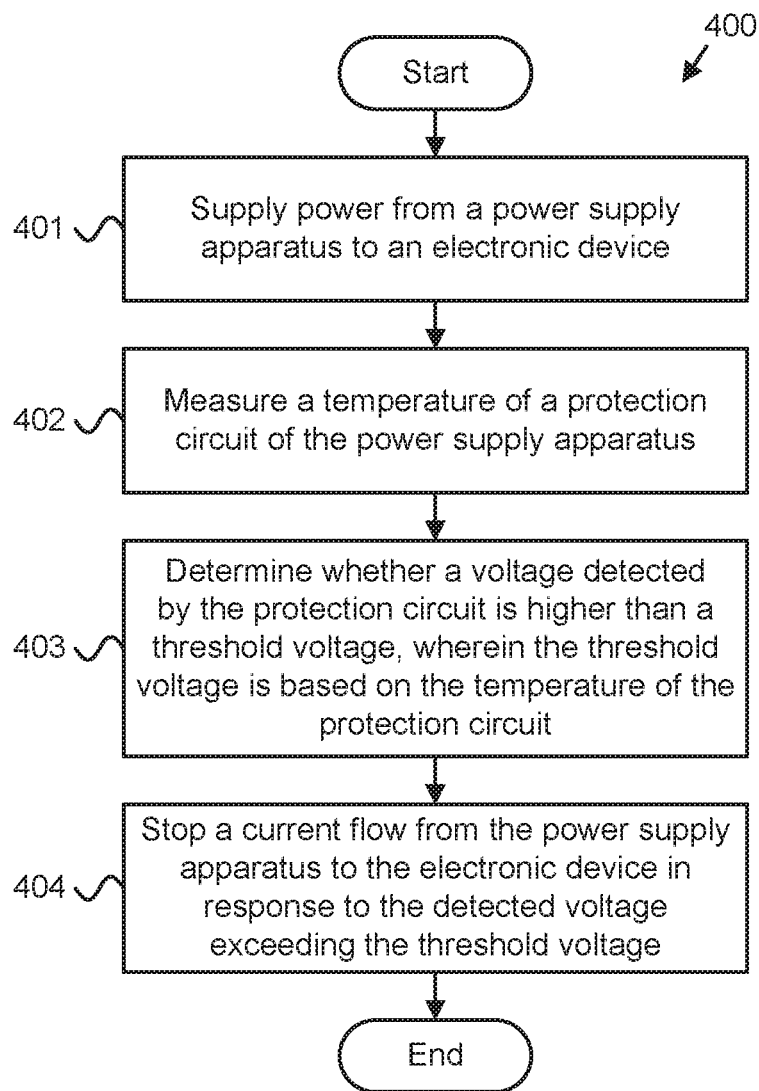 400
Start
401
Supply power from a power supply
apparatus to an electronic device
402
Measure a temperature of a protection
circuit of the power supply apparatus
403
Determine whether a voltage detected
by the protection circuit is higher than a
threshold voltage, wherein the threshold
voltage is based on the temperature of the
protection circuit
404
Stop a current flow from the power supply
apparatus to the electronic device in
response to the detected voltage
exceeding the threshold voltage
End